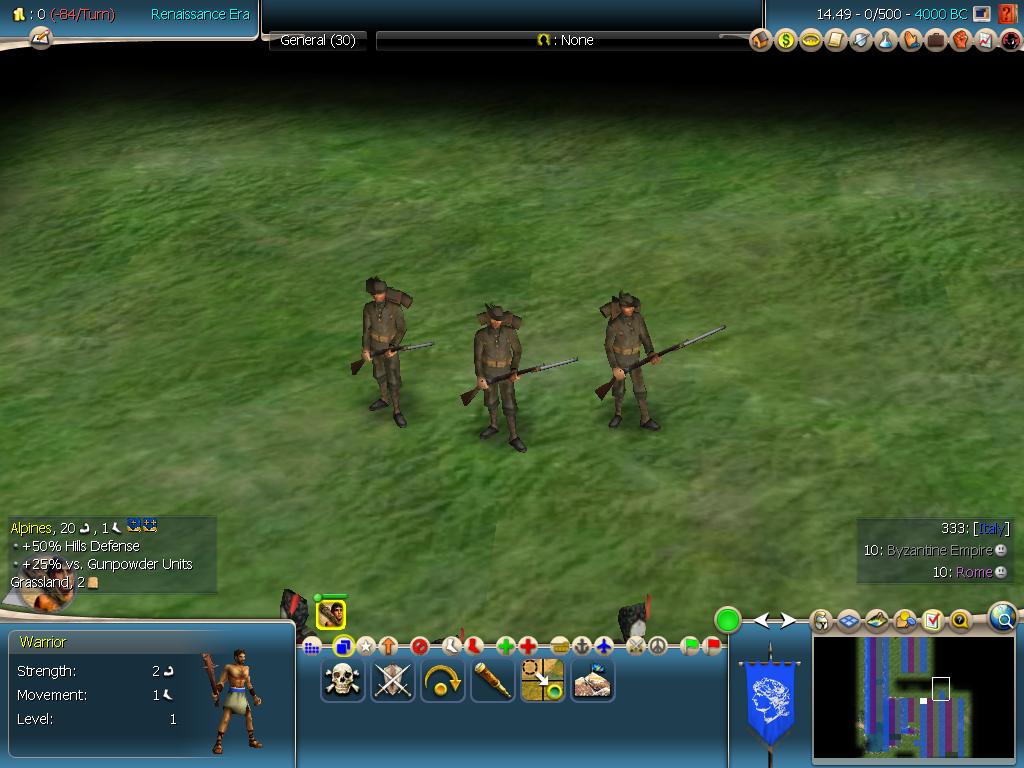 : 0 (-84/Turn)
Renaissance Era
14.49 - 0/500 - 4000 BC
General (30)
: None
Alpines, 20 , 1
+50% Hills Defense
+25% vs. Gunpowder Units
Grassland, 2
333: [Italy]
10: Byzantine Empire
10: Rome
Warrior
Strength: 2
Movement: 1
Level: 1